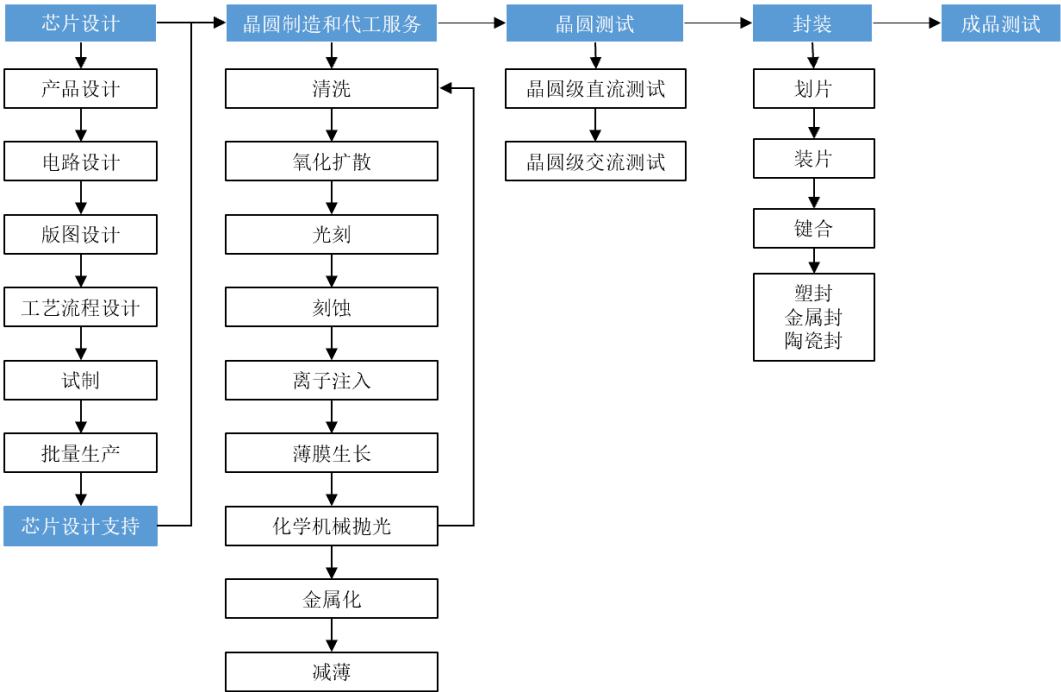 芯片设计
晶圆制造和代工服务
晶圆测试
封装
成品测试
产品设计
电路设计
版图设计
工艺流程设计
试制
批量生产
芯片设计支持
清洗
氧化扩散
光刻
刻蚀
离子注入
薄膜生长
化学机械抛光
金属化
减薄
晶圆级直流测试
晶圆级交流测试
划片
装片
键合
塑封
金属封
陶瓷封